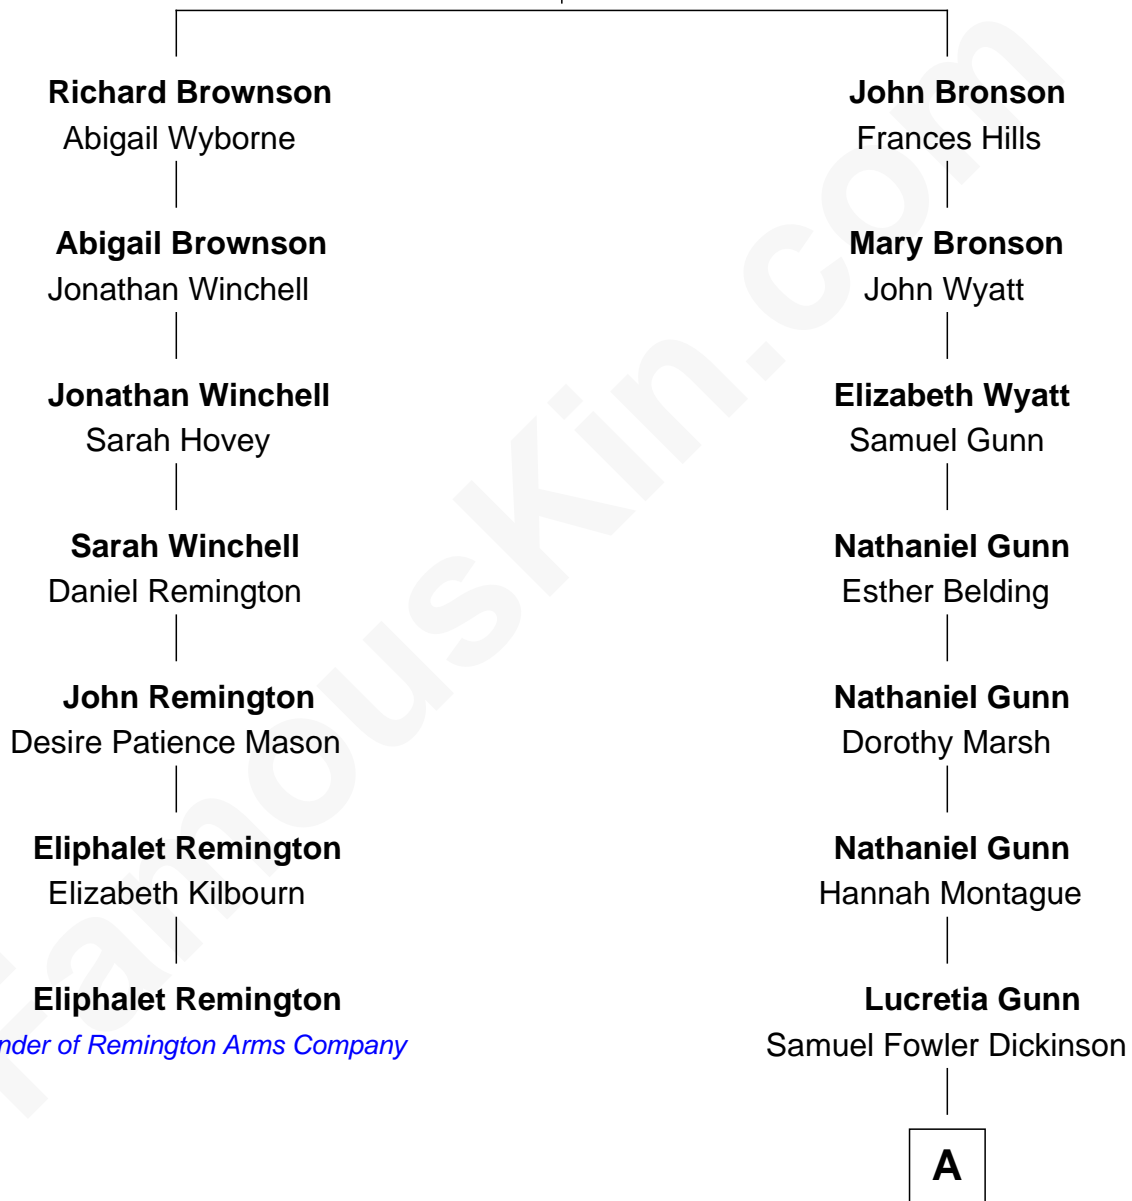 Richard Brownson
Abigail Wyborne
Abigail Brownson
Jonathan Winchell
Jonathan Winchell
Sarah Hovey
Sarah Winchell
Daniel Remington
John Remington
Desire Patience Mason
Eliphalet Remington
Elizabeth Kilbourn
Eliphalet Remington
nder of Remington Arms Company
John Bronson
Frances Hills
Mary Bronson
John Wyatt
Elizabeth Wyatt
Samuel Gunn
Nathaniel Gunn
Esther Belding
Nathaniel Gunn
Dorothy Marsh
Nathaniel Gunn
Hannah Montague
Lucretia Gunn
Samuel Fowler Dickinson
A
FamousKin.com